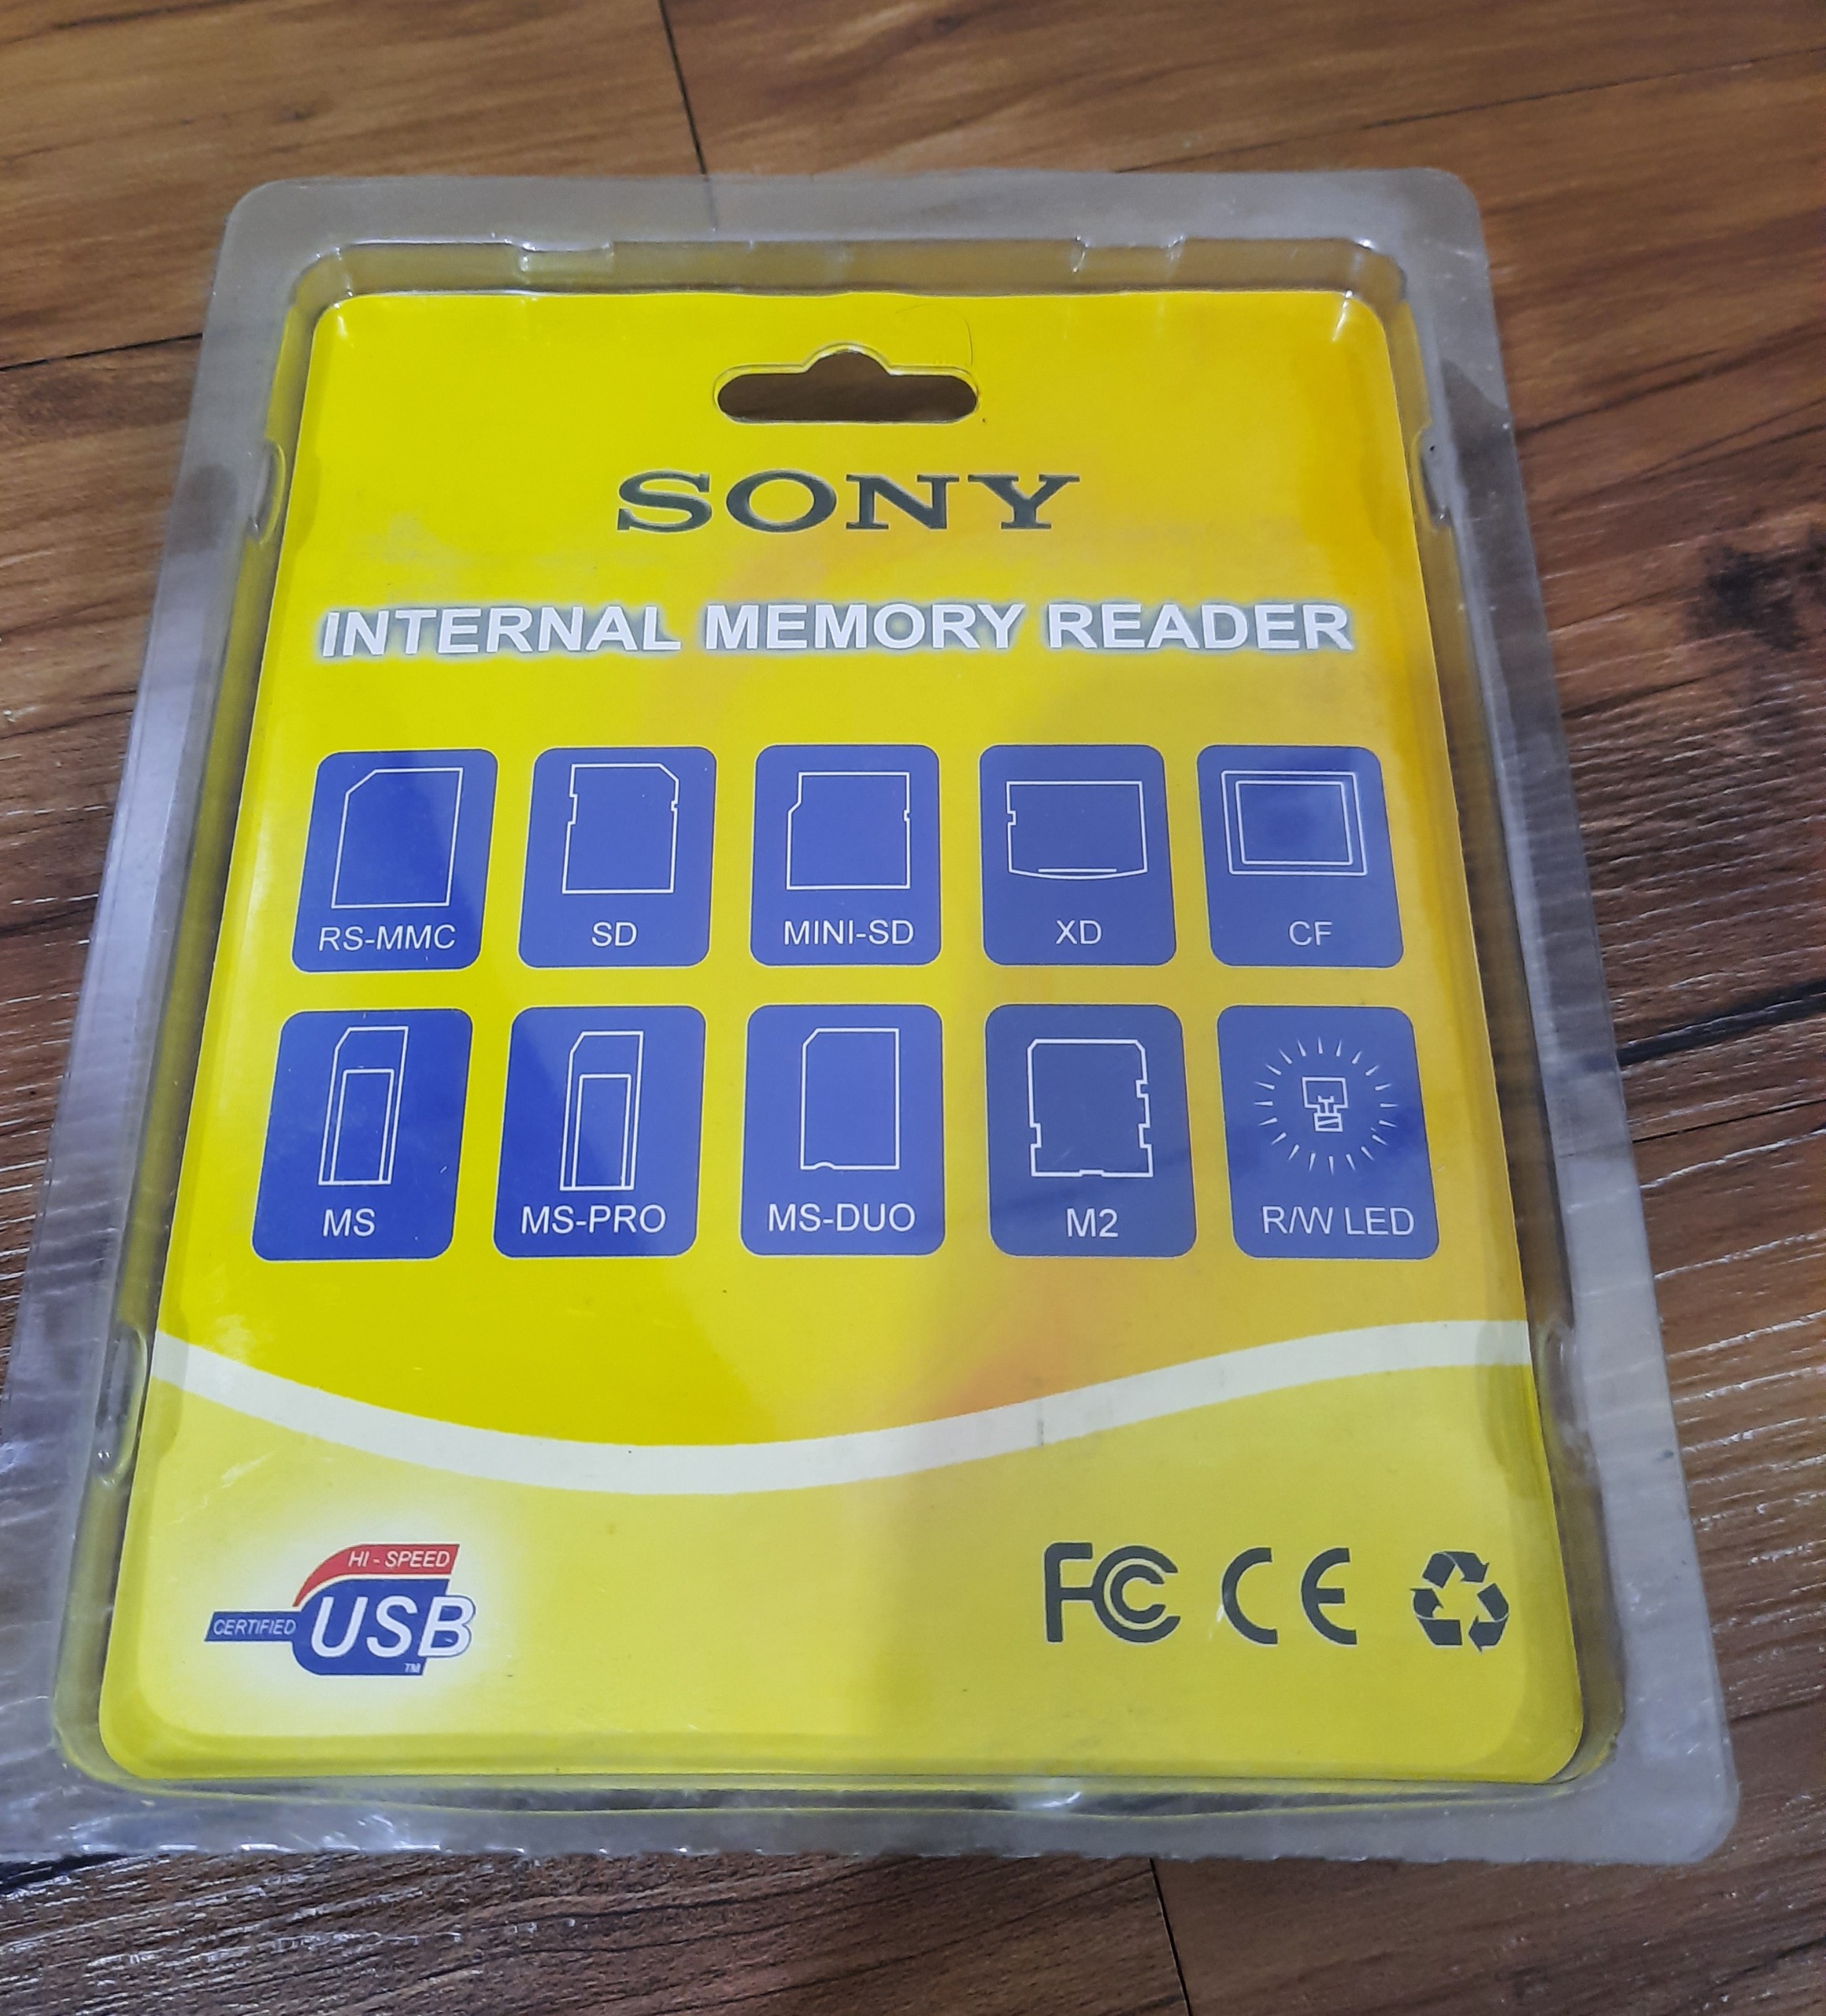 SONY
INTERNAL MEMORY READER
RS-MMC SD MINI-SD XD CF
MS MS-PRO MS-DUO M2 R/W LED
HI - SPEED
CERTIFIED USB TM
FC CE